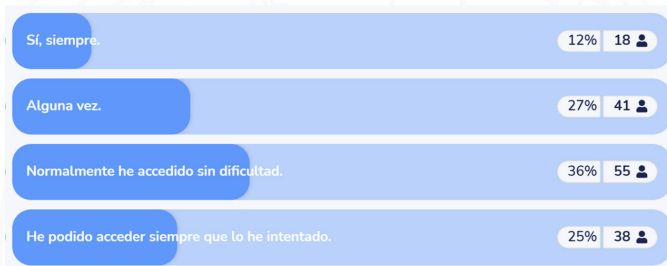 Sí, siempre. 12% 18
Alguna vez. 27% 41
Normalmente he accedido sin dificultad. 36% 55
He podido acceder siempre que lo he intentado. 25% 38